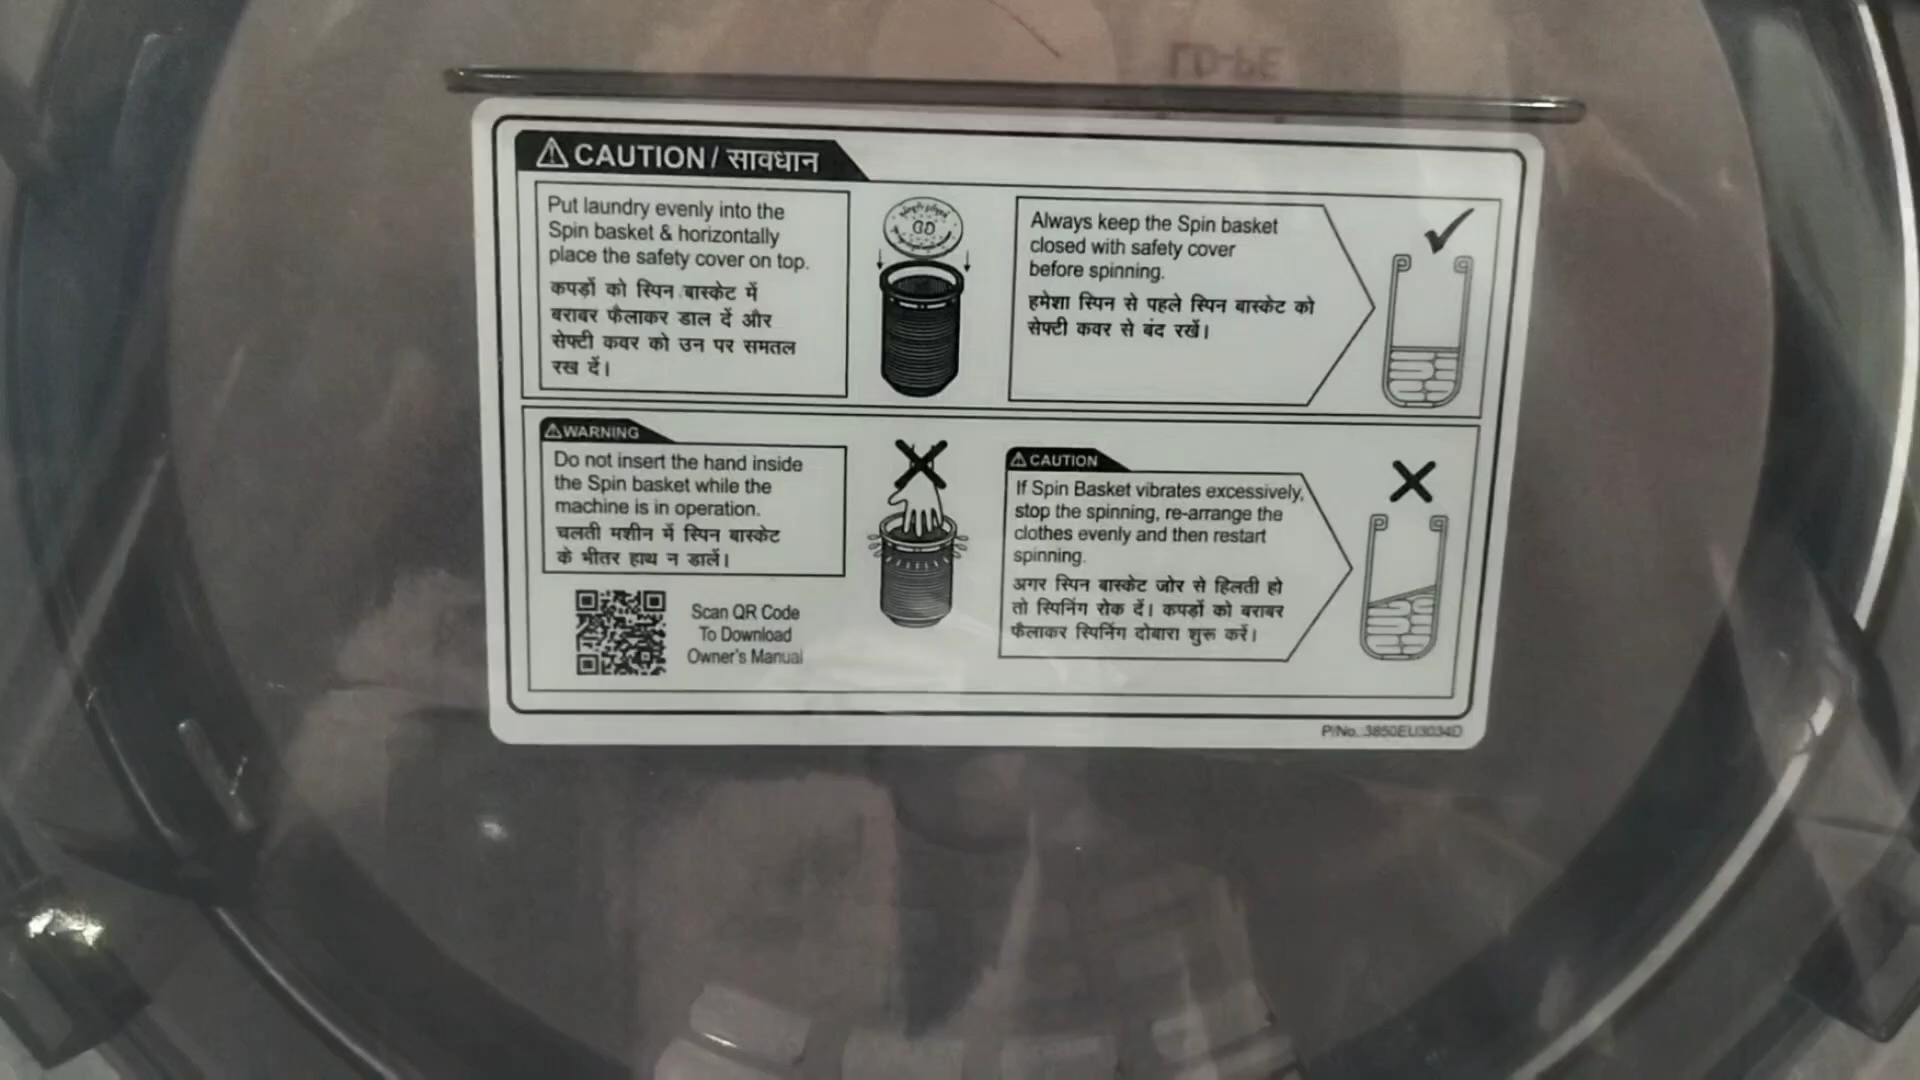 LD-PE
CAUTION / सावधान
Put laundry evenly into the
Spin basket & horizontally
place the safety cover on top.
कपड़ों को स्पिन बास्केट में
बराबर फैलाकर डाल दें और
सेफ्टी कवर को उन पर समतल
रख दें।
Always keep the Spin basket
closed with safety cover
before spinning.
हमेशा स्पिन से पहले स्पिन बास्केट को
सेफ्टी कवर से बंद रखें।
WARNING
Do not insert the hand inside
the Spin basket while the
machine is in operation.
चलती मशीन में स्पिन बास्केट
के भीतर हाथ न डालें।
Scan QR Code
To Download
Owner's Manual
CAUTION
If Spin Basket vibrates excessively,
stop the spinning, re-arrange the
clothes evenly and then restart
spinning.
अगर स्पिन बास्केट जोर से हिलती हो
तो स्पिनिंग रोक दें। कपड़ों को बराबर
फैलाकर स्पिनिंग दोबारा शुरू करें।
P/No. 3850EU3034D